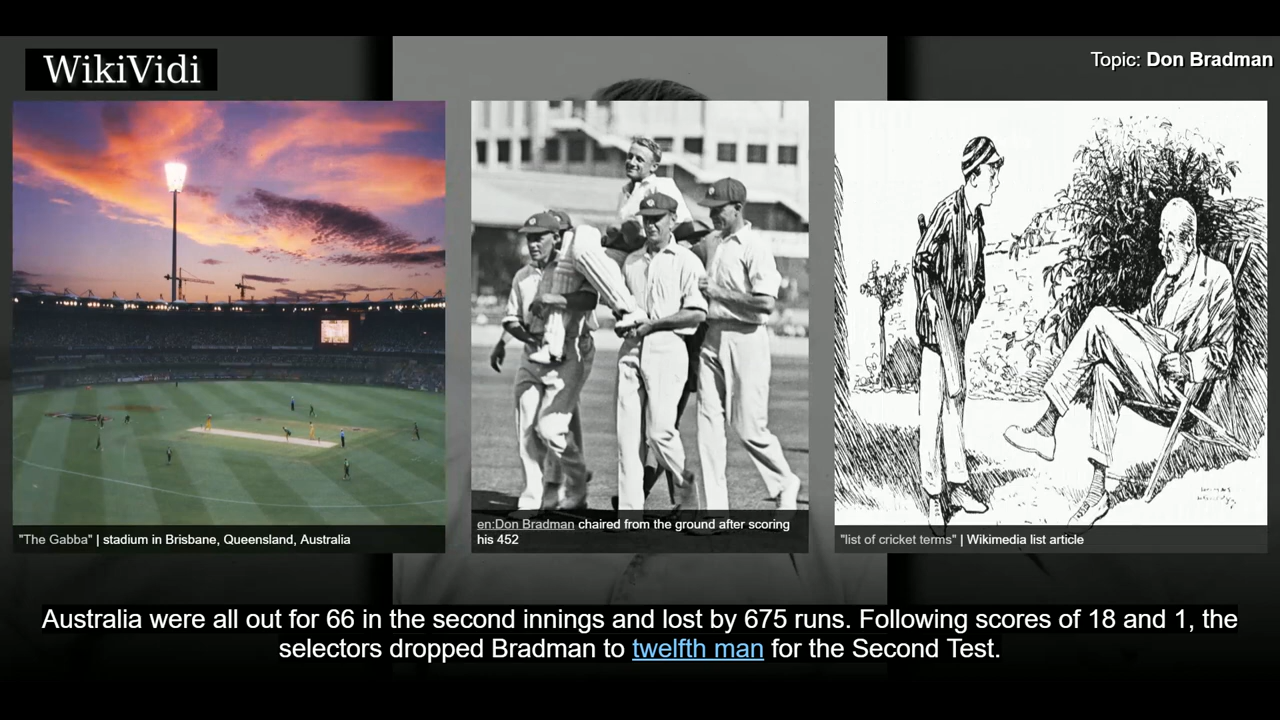 WikiVidi
Topic: Don Bradman
"The Gabba" | stadium in Brisbane, Queensland, Australia
en:Don Bradman chaired from the ground after scoring
his 452
"list of cricket terms" | Wikimedia list article
Australia were all out for 66 in the second innings and lost by 675 runs. Following scores of 18 and 1, the
selectors dropped Bradman to twelfth man for the Second Test.